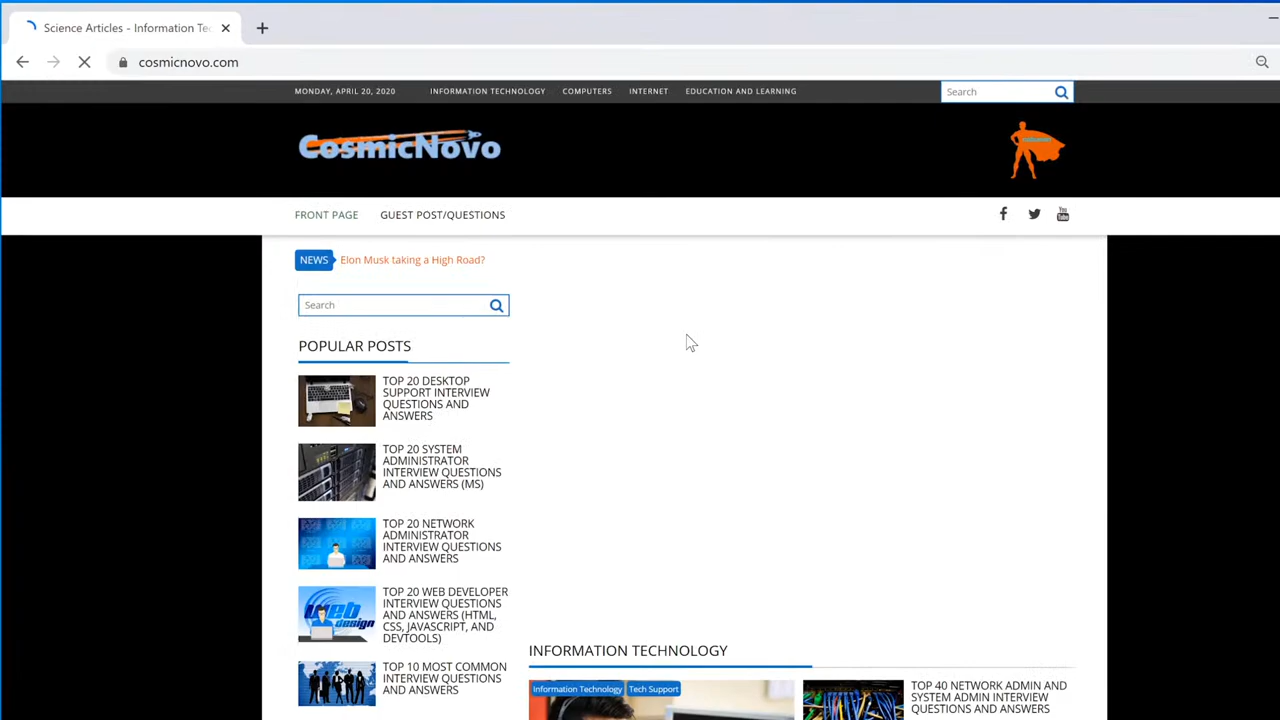 Science Articles - Information Tec
cosmicnovo.com
MONDAY, APRIL 20, 2020
INFORMATION TECHNOLOGY
COMPUTERS
INTERNET
EDUCATION AND LEARNING
Search
CosmicNovo
FRONT PAGE
GUEST POST/QUESTIONS
You
Tube
NEWS
Elon Musk taking a High Road?
Search
POPULAR POSTS
TOP 20 DESKTOP
SUPPORT INTERVIEW
QUESTIONS AND
ANSWERS
TOP 20 SYSTEM
ADMINISTRATOR
INTERVIEW QUESTIONS
AND ANSWERS (MS)
TOP 20 NETWORK
ADMINISTRATOR
INTERVIEW QUESTIONS
AND ANSWERS
web
design
TOP 20 WEB DEVELOPER
INTERVIEW QUESTIONS
AND ANSWERS (HTML,
CSS, JAVASCRIPT, AND
DEVTOOLS)
TOP 10 MOST COMMON
INTERVIEW QUESTIONS
AND ANSWERS
INFORMATION TECHNOLOGY
Information Technology
Tech Support
TOP 40 NETWORK ADMIN AND
SYSTEM ADMIN INTERVIEW
QUESTIONS AND ANSWERS